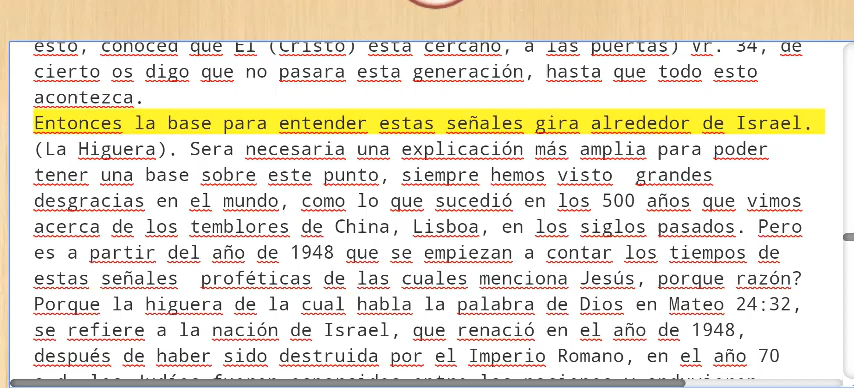 esto, conoced que El (Cristo) esta cercano, a las puertas) Vr. 34, de
cierto os digo que no pasara esta generación, hasta que todo esto
acontezca.
Entonces la base para entender estas señales gira alrededor de Israel.
(La Higuera). Sera necesaria una explicación más amplia para poder
tener una base sobre este punto, siempre hemos visto grandes
desgracias en el mundo, como lo que sucedió en los 500 años que vimos
acerca de los temblores de China, Lisboa, en los siglos pasados. Pero
es a partir del año de 1948 que se empiezan a contar los tiempos de
estas señales proféticas de las cuales menciona Jesús, porque razón?
Porque la higuera de la cual habla la palabra de Dios en Mateo 24:32,
se refiere a la nación de Israel, que renació en el año de 1948,
después de haber sido destruida por el Imperio Romano, en el año 70